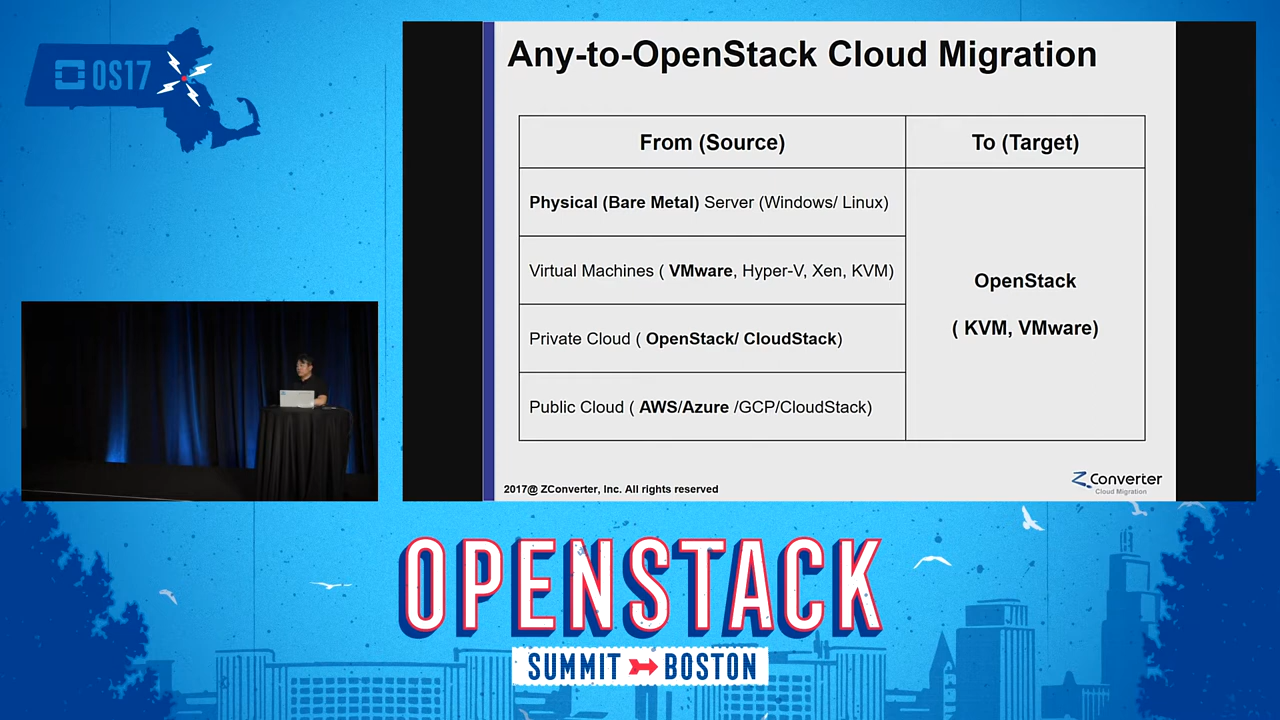 OS17
Any-to-OpenStack Cloud Migration
From (Source)
To (Target)
Physical (Bare Metal) Server (Windows/ Linux)
Virtual Machines ( VMware, Hyper-V, Xen, KVM)
Private Cloud ( OpenStack/ CloudStack)
Public Cloud ( AWS/Azure /GCP/CloudStack)
OpenStack
( KVM, VMware)
2017@ ZConverter, Inc. All rights reserved
ZConverter
Cloud Migration
OPENSTACK
SUMMIT BOSTON